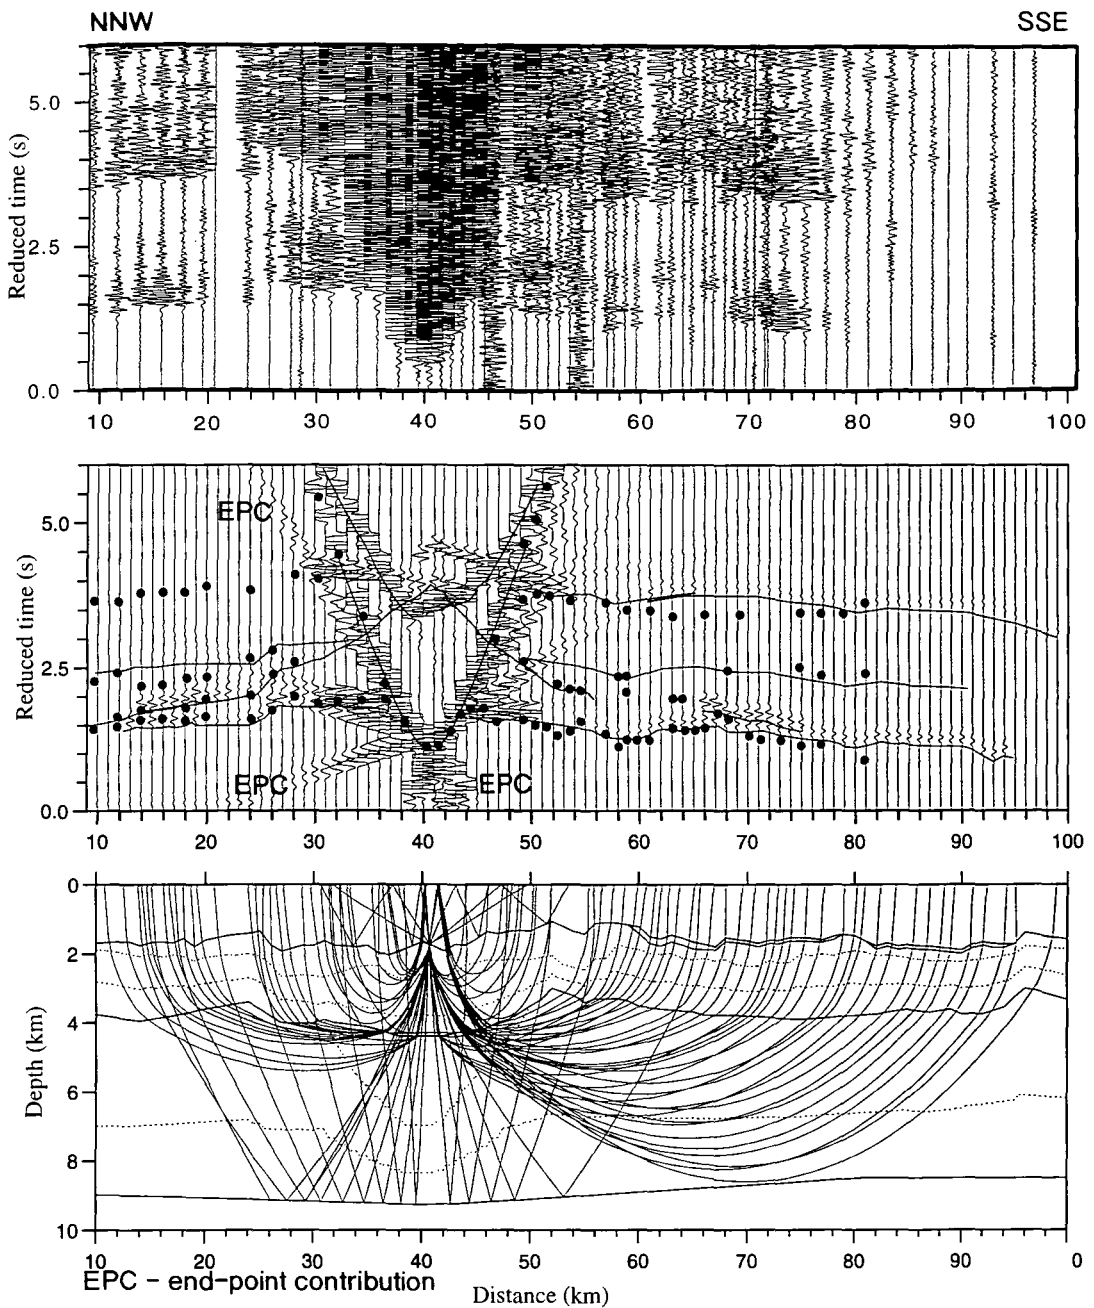 NNW SSE
Reduced time (s)
5.0
2.5
0.0
10 20 30 40 50 60 70 80 90 100
Reduced time (s)
5.0
2.5
0.0
EPC
EPC EPC
10 20 30 40 50 60 70 80 90 100
Depth (km)
0
2
4
6
8
10
10 20 30 40 50 60 70 80 90 0
EPC - end-point contribution
Distance (km)